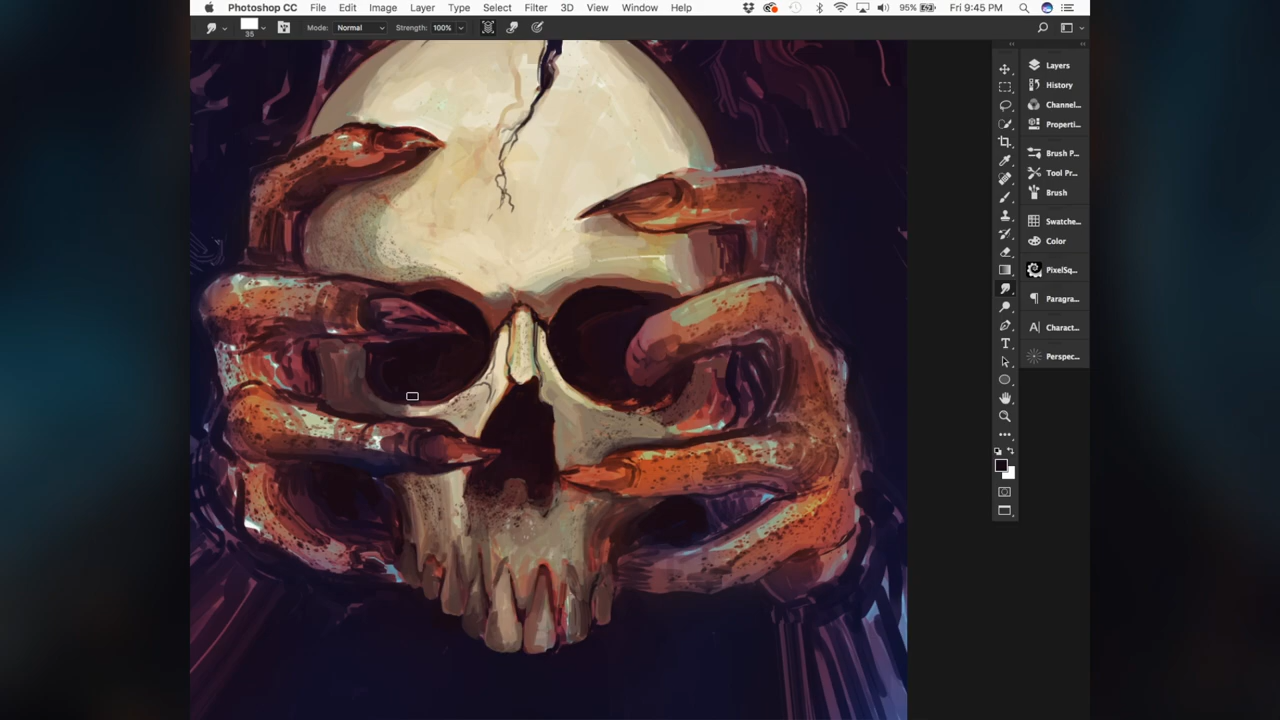 Photoshop CC File Edit Image Layer Type Select Filter 3D View Window Help 95% Fri 9:45 PM
35 Mode: Normal Strength: 100%
Layers
History
Channel...
Properti...
Brush P...
Tool Pr...
Brush
Swatche...
Color
PixelSq...
Paragra...
Charact...
Perspec...